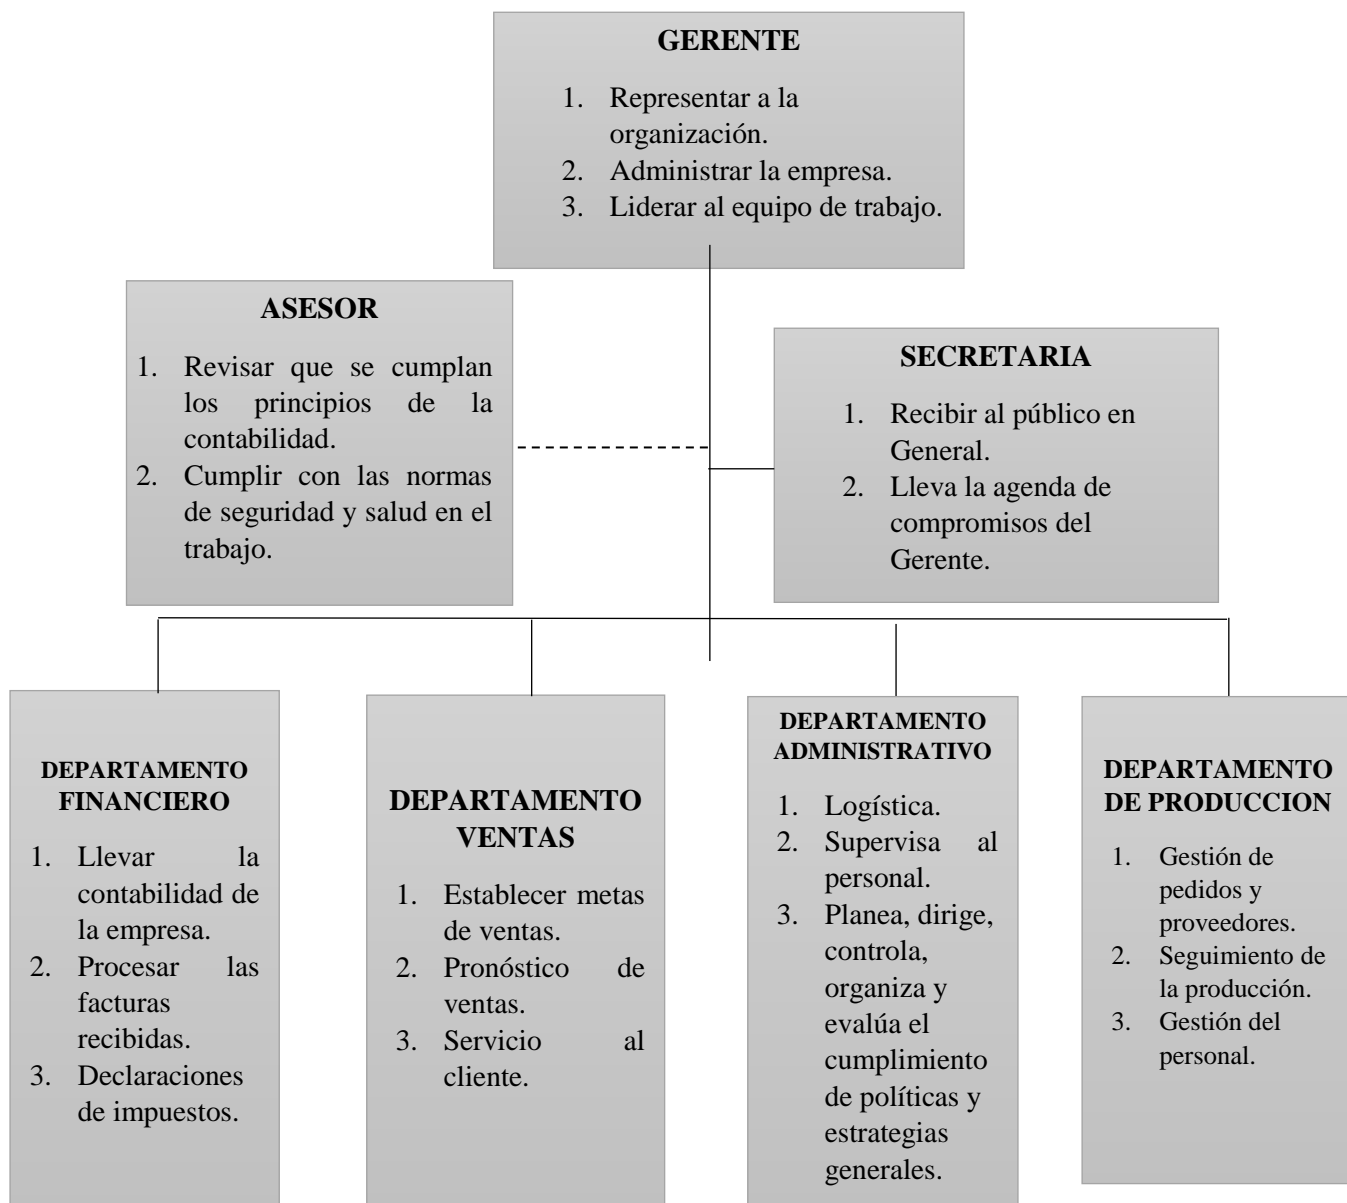 GERENTE
1. Representar a la
organización.
2. Administrar la empresa.
3. Liderar al equipo de trabajo.
ASESOR
1. Revisar que se cumplan
los principios de la
contabilidad.
2. Cumplir con las normas
de seguridad y salud en el
trabajo.
SECRETARIA
1. Recibir al público en
General.
2. Lleva la agenda de
compromisos del
Gerente.
DEPARTAMENTO
FINANCIERO
1. Llevar la
contabilidad de
la empresa.
2. Procesar las
facturas
recibidas.
3. Declaraciones
de impuestos.
DEPARTAMENTO
VENTAS
1. Establecer metas
de ventas.
2. Pronóstico de
ventas.
3. Servicio al
cliente.
DEPARTAMENTO
ADMINISTRATIVO
1. Logística.
2. Supervisa al
personal.
3. Planea, dirige,
controla,
organiza y
evalúa el
cumplimiento
de políticas y
estrategias
generales.
DEPARTAMENTO
DE PRODUCCION
1. Gestión de
pedidos y
proveedores.
2. Seguimiento de
la producción.
3. Gestión del
personal.